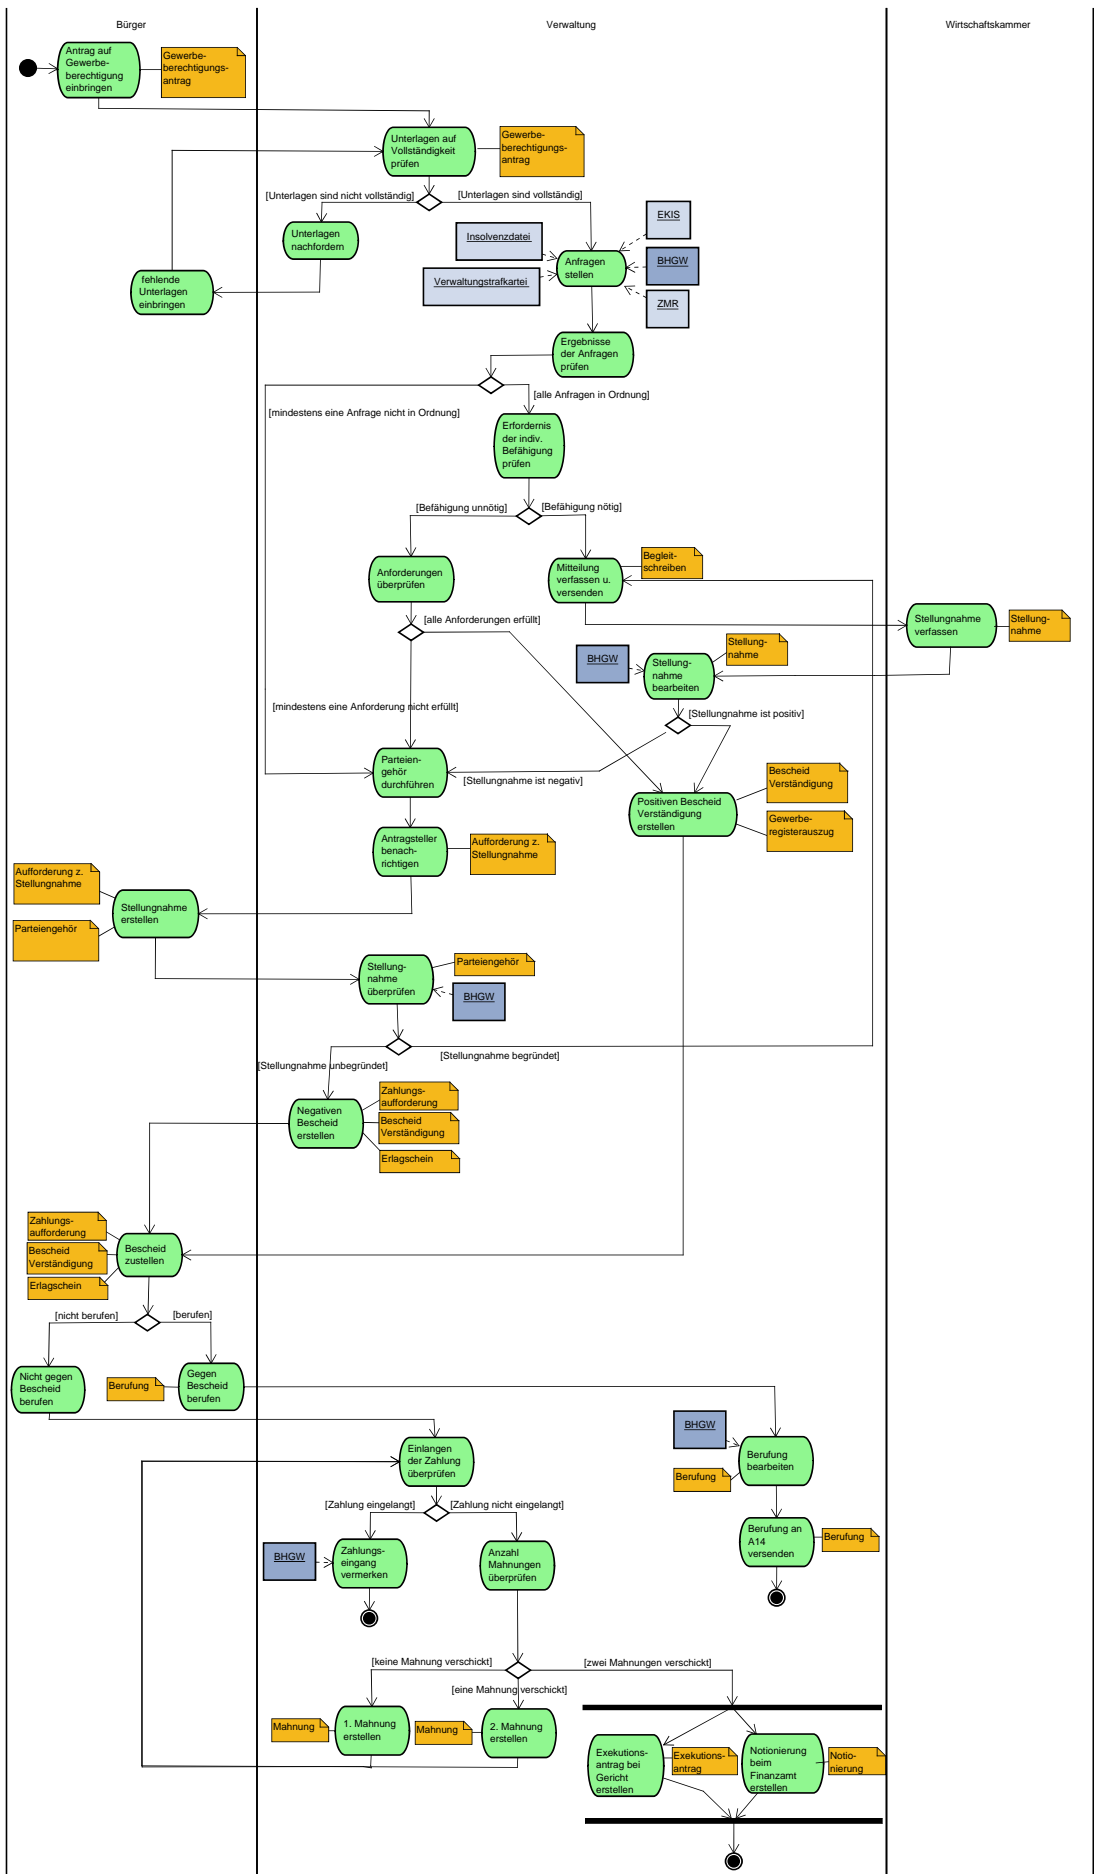 Bürger
Verwaltung
Wirtschaftskammer
Antrag auf
Gewerbe-
berechtigung
einbringen
Gewerbe-
berechtigungs-
antrag
Unterlagen auf
Vollständigkeit
prüfen
Gewerbe-
berechtigungs-
antrag
[Unterlagen sind nicht vollständig]
[Unterlagen sind vollständig]
Unterlagen
nachfordern
fehlende
Unterlagen
einbringen
Insolvenzdatei
Verwaltungstrafkartei
EKIS
BHGW
ZMR
Anfragen
stellen
Ergebnisse
der Anfragen
prüfen
[alle Anfragen in Ordnung]
[mindestens eine Anfrage nicht in Ordnung]
Erfordernis
der indiv.
Befähigung
prüfen
[Befähigung unnötig]
[Befähigung nötig]
Anforderungen
überprüfen
Mitteilung
verfassen u.
versenden
Begleit-
schreiben
[alle Anforderungen erfüllt]
Stellungnahme
verfassen
Stellung-
nahme
BHGW
Stellung-
nahme
bearbeiten
Stellung-
nahme
[mindestens eine Anforderung nicht erfüllt]
[Stellungnahme ist positiv]
Parteien-
gehör
durchführen
[Stellungnahme ist negativ]
Positiven Bescheid
Verständigung
erstellen
Bescheid
Verständigung
Gewerbe-
registerauszug
Antragsteller
benach-
richtigen
Aufforderung z.
Stellungnahme
Aufforderung z.
Stellungnahme
Parteiengehör
Stellungnahme
erstellen
Stellung-
nahme
überprüfen
Parteiengehör
BHGW
[Stellungnahme unbegründet]
[Stellungnahme begründet]
Negativen
Bescheid
erstellen
Zahlungs-
aufforderung
Bescheid
Verständigung
Erlagschein
Zahlungs-
aufforderung
Bescheid
Verständigung
Erlagschein
Bescheid
zustellen
[nicht berufen]
[berufen]
Nicht gegen
Bescheid
berufen
Berufung
Gegen
Bescheid
berufen
Einlangen
der Zahlung
überprüfen
BHGW
Berufung
Berufung
bearbeiten
[Zahlung eingelangt]
[Zahlung nicht eingelangt]
BHGW
Zahlungs-
eingang
vermerken
Anzahl
Mahnungen
überprüfen
Berufung an
A14
versenden
Berufung
[keine Mahnung verschickt]
[zwei Mahnungen verschickt]
[eine Mahnung verschickt]
Mahnung
1. Mahnung
erstellen
Mahnung
2. Mahnung
erstellen
Exekutions-
antrag bei
Gericht
erstellen
Exekutions-
antrag
Notionierung
beim
Finanzamt
erstellen
Notio-
nierung